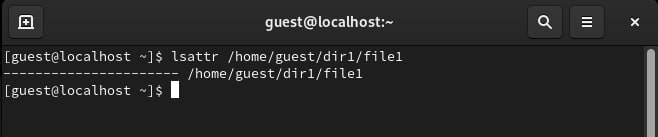 guest@localhost:~
[guest@localhost ~]$ lsattr /home/guest/dir1/file1
---------------------- /home/guest/dir1/file1
[guest@localhost ~]$